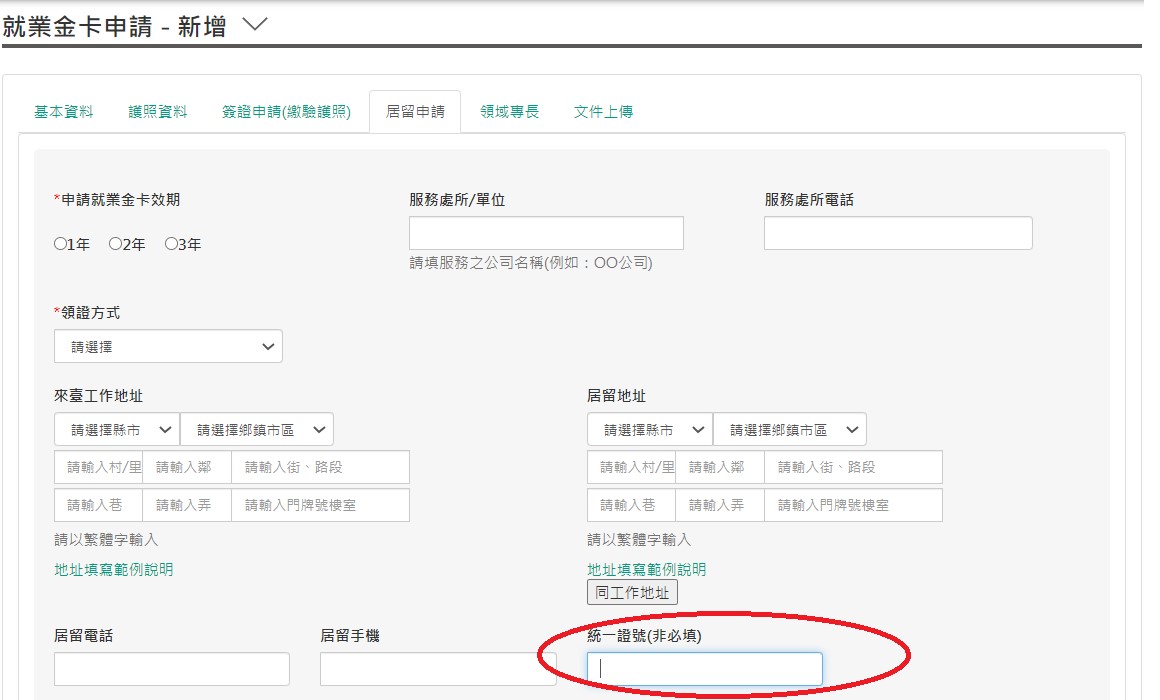 就業金卡申請 - 新增
基本資料 護照資料 簽證申請(繳驗護照) 居留申請 領域專長 文件上傳
*申請就業金卡效期 服務處所/單位 服務處所電話
1年 2年 3年
請填服務之公司名稱(例如：OO公司)
*領證方式
請選擇
來臺工作地址 居留地址
請選擇縣市 請選擇鄉鎮市區 請選擇縣市 請選擇鄉鎮市區
請輸入村/里 請輸入鄰 請輸入街、路段 請輸入村/里 請輸入鄰 請輸入街、路段
請輸入巷 請輸入弄 請輸入門牌號樓室 請輸入巷 請輸入弄 請輸入門牌號樓室
請以繁體字輸入 請以繁體字輸入
地址填寫範例說明 地址填寫範例說明
同工作地址
居留電話 居留手機 統一證號(非必填)